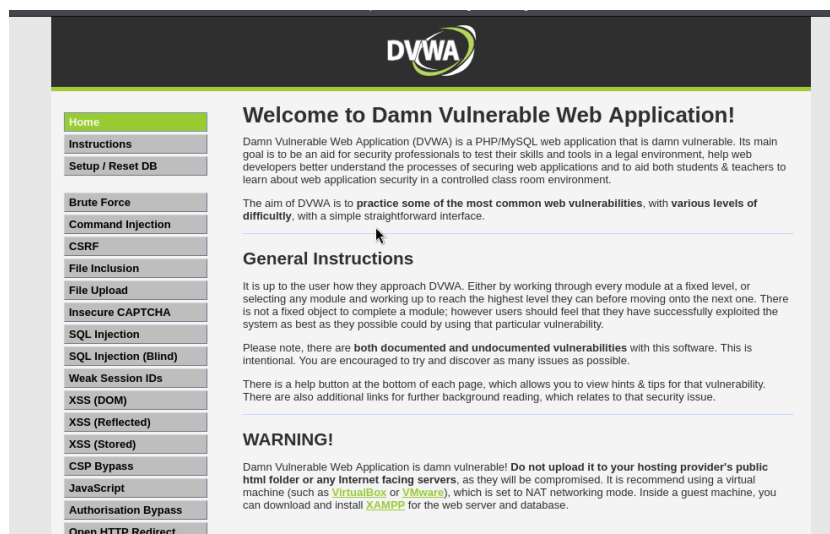 DVWA
Home
Instructions
Setup / Reset DB
Brute Force
Command Injection
CSRF
File Inclusion
File Upload
Insecure CAPTCHA
SQL Injection
SQL Injection (Blind)
Weak Session IDs
XSS (DOM)
XSS (Reflected)
XSS (Stored)
CSP Bypass
JavaScript
Authorisation Bypass
Open HTTP Redirect
Welcome to Damn Vulnerable Web Application!
Damn Vulnerable Web Application (DVWA) is a PHP/MySQL web application that is damn vulnerable. Its main
goal is to be an aid for security professionals to test their skills and tools in a legal environment, help web
developers better understand the processes of securing web applications and to aid both students & teachers to
learn about web application security in a controlled class room environment.
The aim of DVWA is to practice some of the most common web vulnerabilities, with various levels of
difficultly, with a simple straightforward interface.
General Instructions
It is up to the user how they approach DVWA. Either by working through every module at a fixed level, or
selecting any module and working up to reach the highest level they can before moving onto the next one. There
is not a fixed object to complete a module; however users should feel that they have successfully exploited the
system as best as they possible could by using that particular vulnerability.
Please note, there are both documented and undocumented vulnerabilities with this software. This is
intentional. You are encouraged to try and discover as many issues as possible.
There is a help button at the bottom of each page, which allows you to view hints & tips for that vulnerability.
There are also additional links for further background reading, which relates to that security issue.
WARNING!
Damn Vulnerable Web Application is damn vulnerable! Do not upload it to your hosting provider's public
html folder or any Internet facing servers, as they will be compromised. It is recommend using a virtual
machine (such as VirtualBox or VMware), which is set to NAT networking mode. Inside a guest machine, you
can download and install XAMPP for the web server and database.